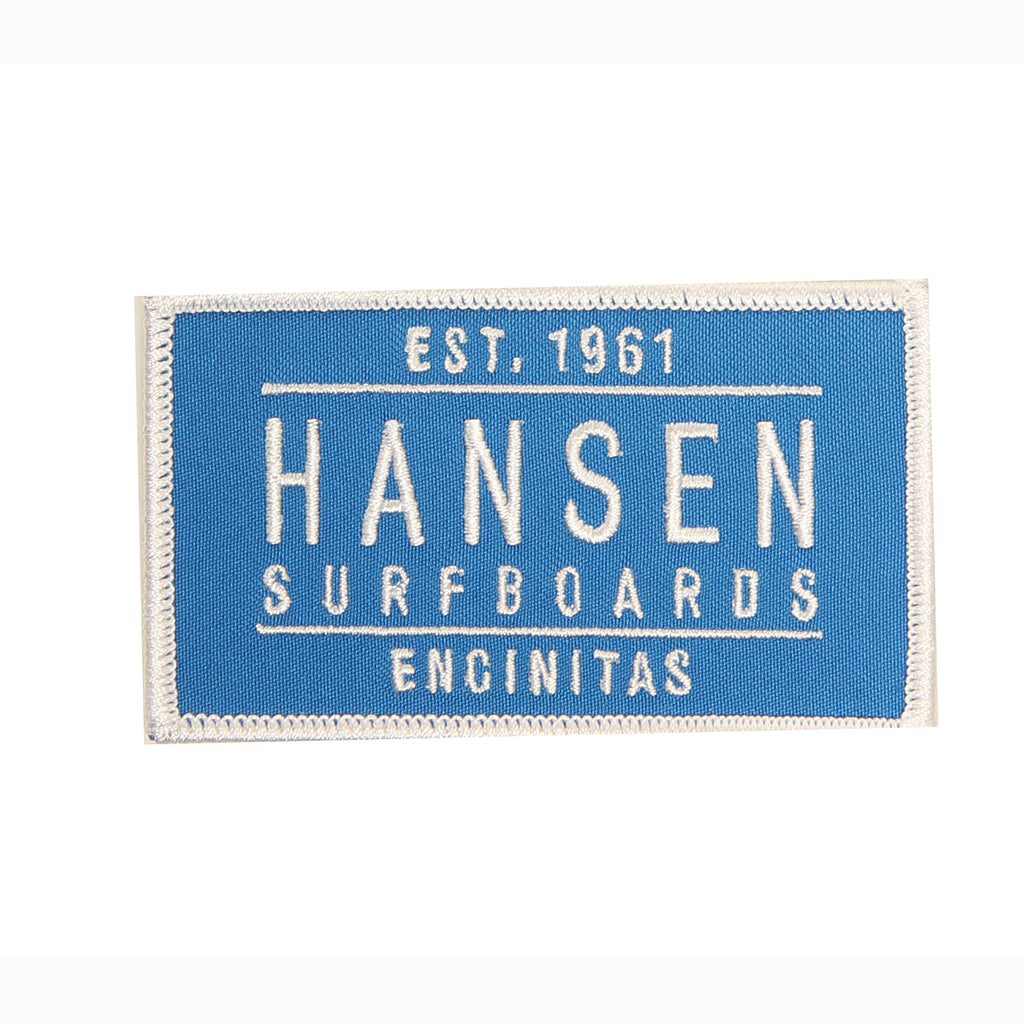 EST. 1961
HANSEN
SURFBOARDS
ENCINITAS